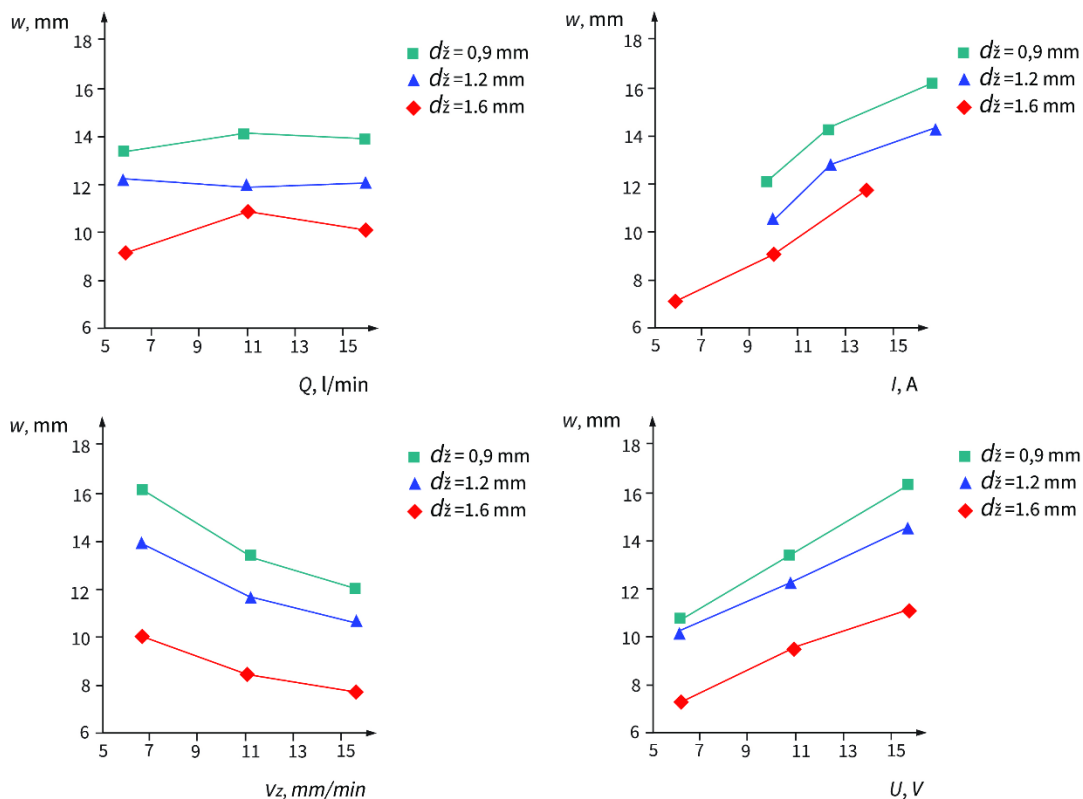 w, mm
18
16
14
12
10
8
6
5 7 9 11 13 15
Q, l/min
dž= 0,9 mm
dž=1.2 mm
dž=1.6 mm
w, mm
18
16
14
12
10
8
6
5 7 9 11 13 15
I, A
dž= 0,9 mm
dž=1.2 mm
dž=1.6 mm
w, mm
18
16
14
12
10
8
6
5 7 9 11 13 15
vz, mm/min
dž= 0,9 mm
dž=1.2 mm
dž=1.6 mm
w, mm
18
16
14
12
10
8
6
5 7 9 11 13 15
U, V
dž= 0,9 mm
dž=1.2 mm
dž=1.6 mm